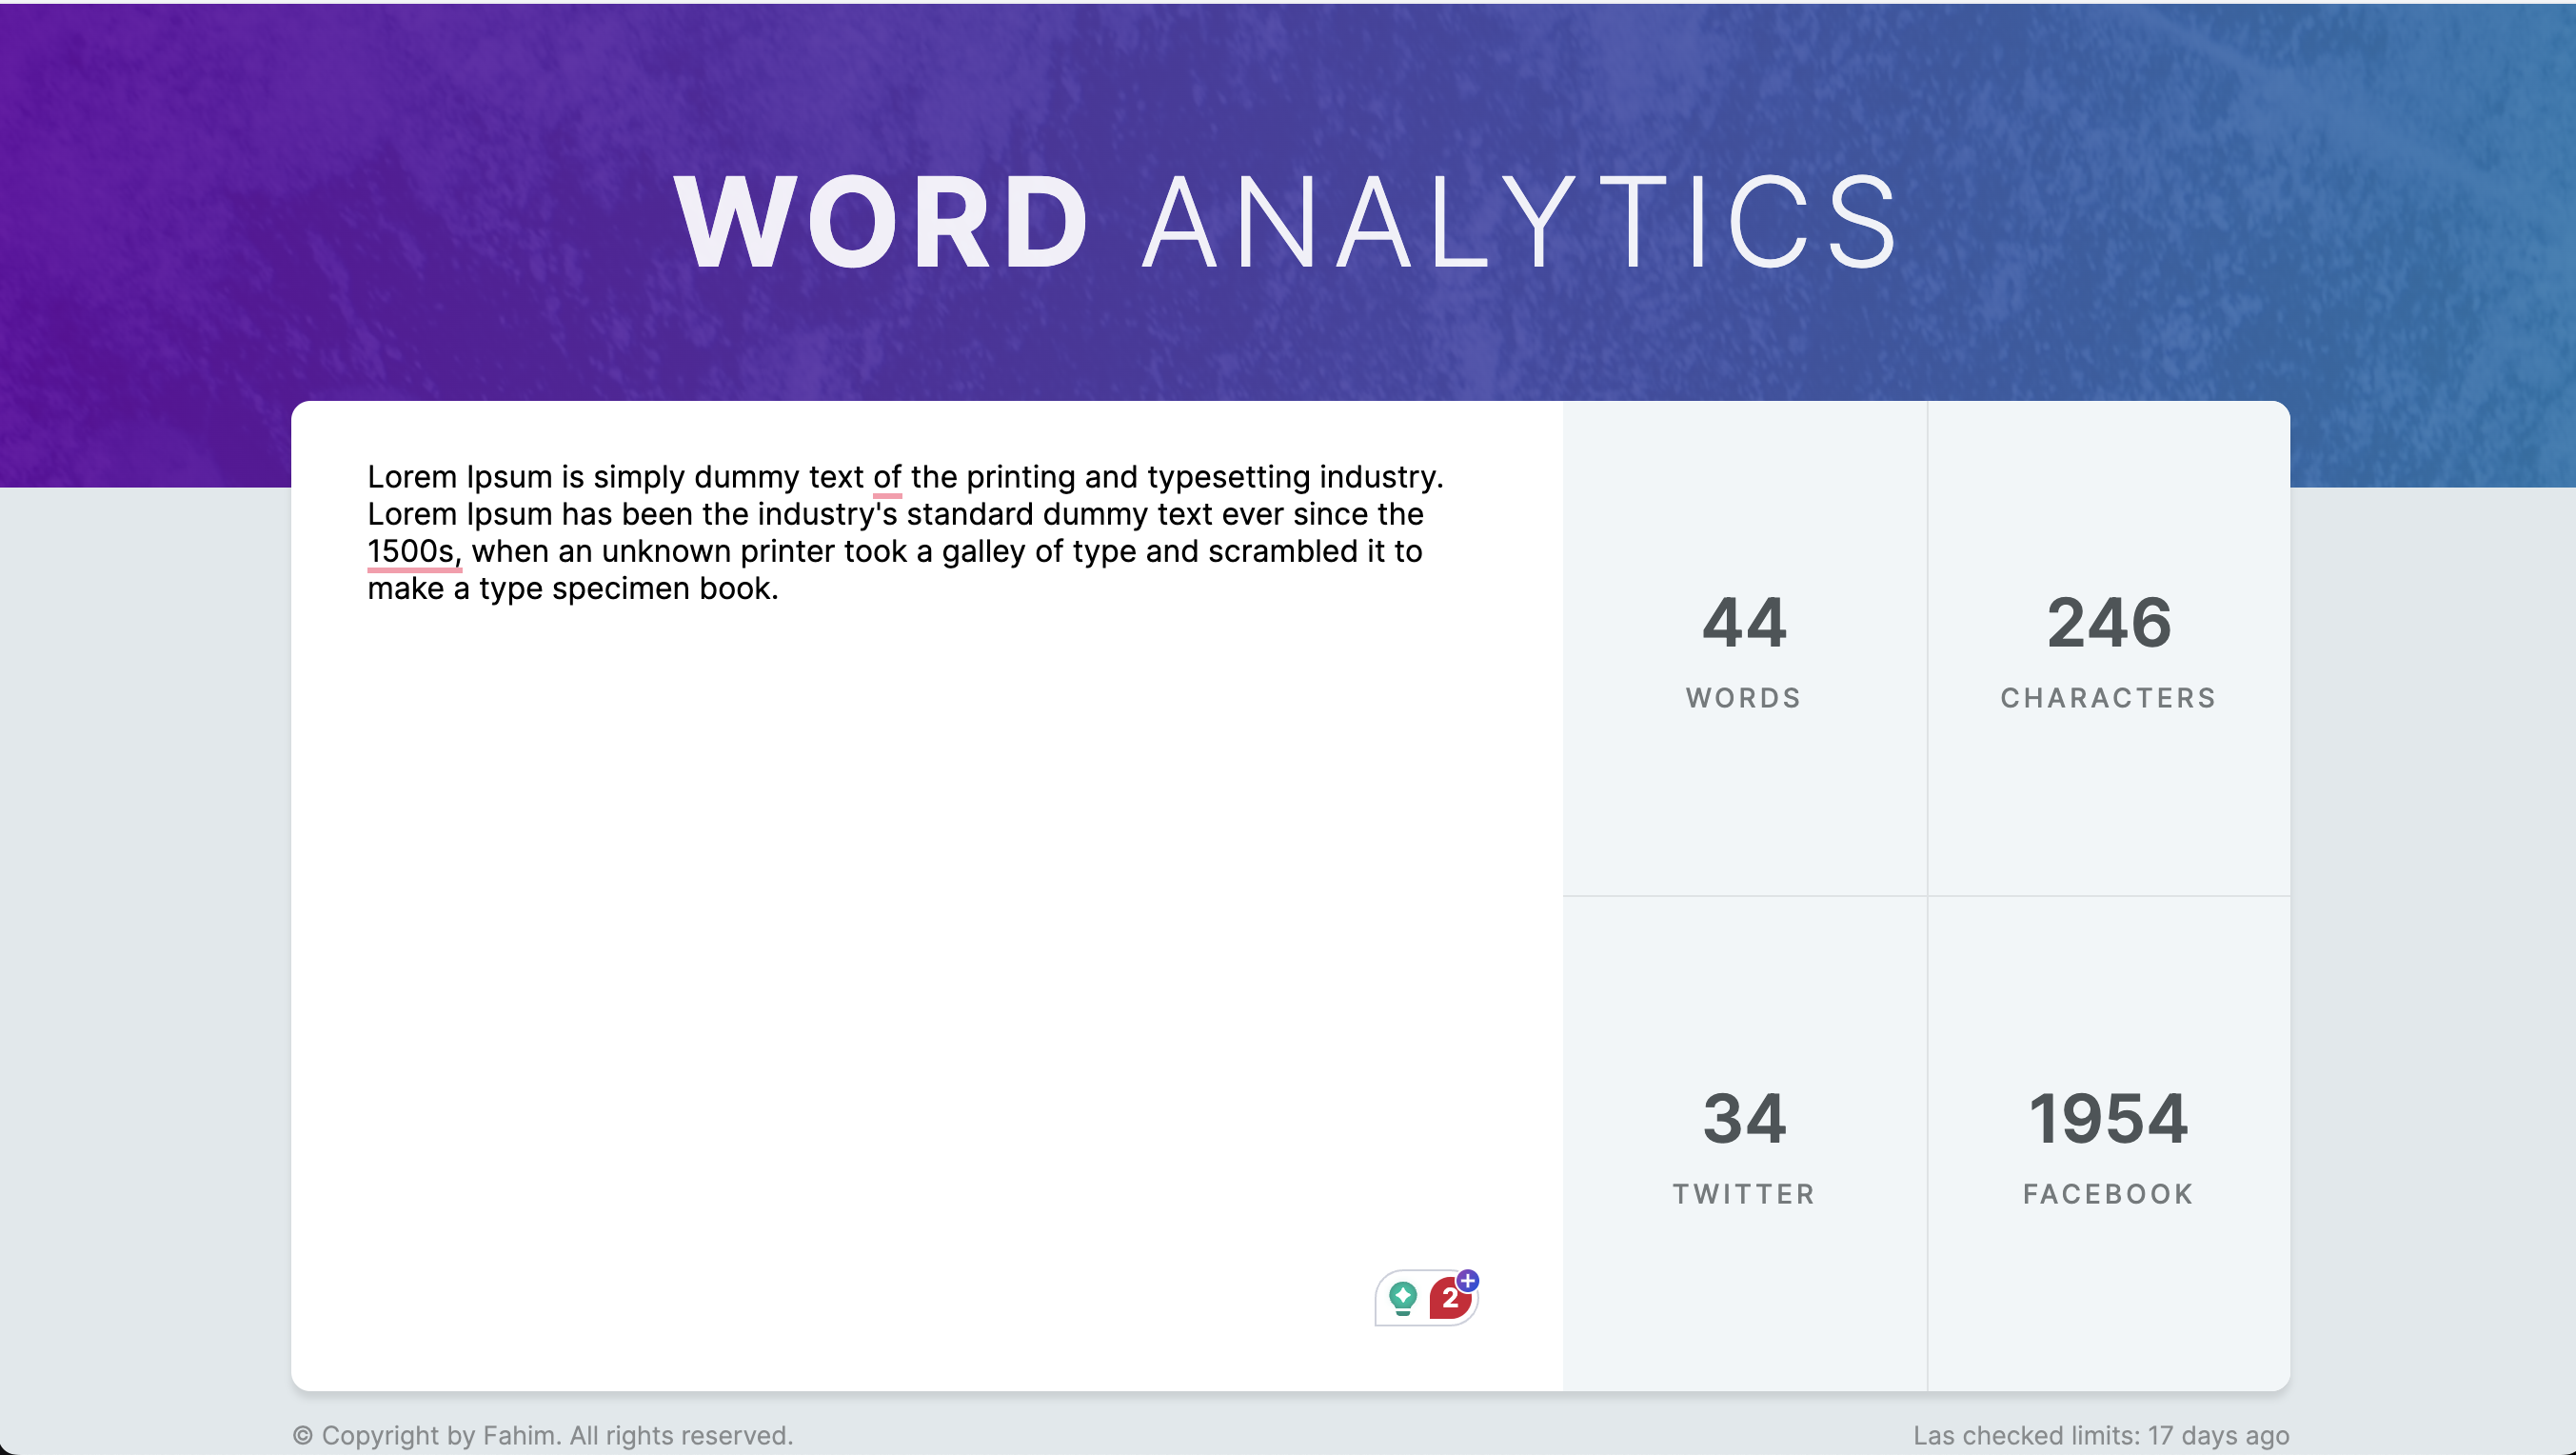 WORD ANALYTICS
Lorem Ipsum is simply dummy text of the printing and typesetting industry.
Lorem Ipsum has been the industry's standard dummy text ever since the
1500s, when an unknown printer took a galley of type and scrambled it to
make a type specimen book.
44
WORDS
246
CHARACTERS
34
TWITTER
1954
FACEBOOK
2
© Copyright by Fahim. All rights reserved.
Las checked limits: 17 days ago